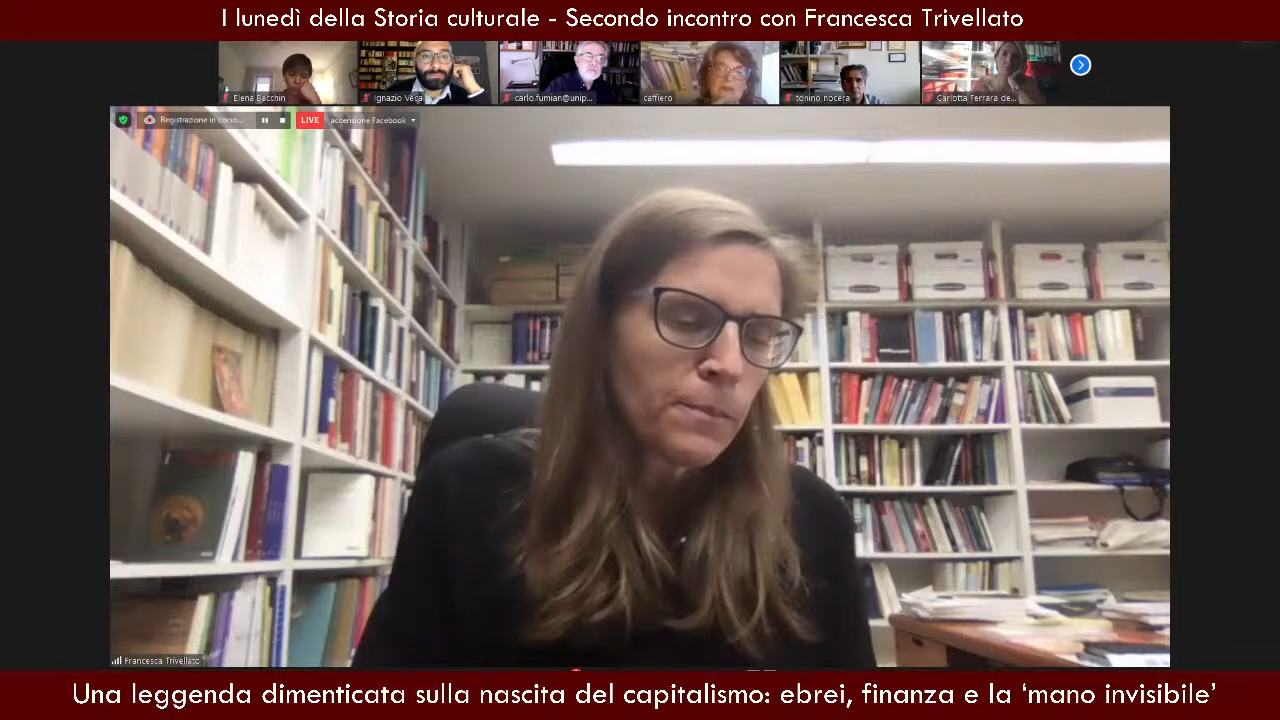 I lunedì della Storia culturale - Secondo incontro con Francesca Trivellato
Elena Bacchin
Ignazio Veca
carlo.fumian@unip...
caffiero
tonino nocera
Carlotta Ferrara de...
Registrazione in corso...
LIVE
accensione Facebook
Francesca Trivellato
Una leggenda dimenticata sulla nascita del capitalismo: ebrei, finanza e la ‘mano invisibile’